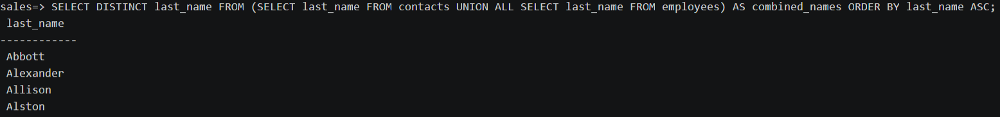 sales=> SELECT DISTINCT last_name FROM (SELECT last_name FROM contacts UNION ALL SELECT last_name FROM employees) AS combined_names ORDER BY last_name ASC;
last_name
------------
Abbott
Alexander
Allison
Alston